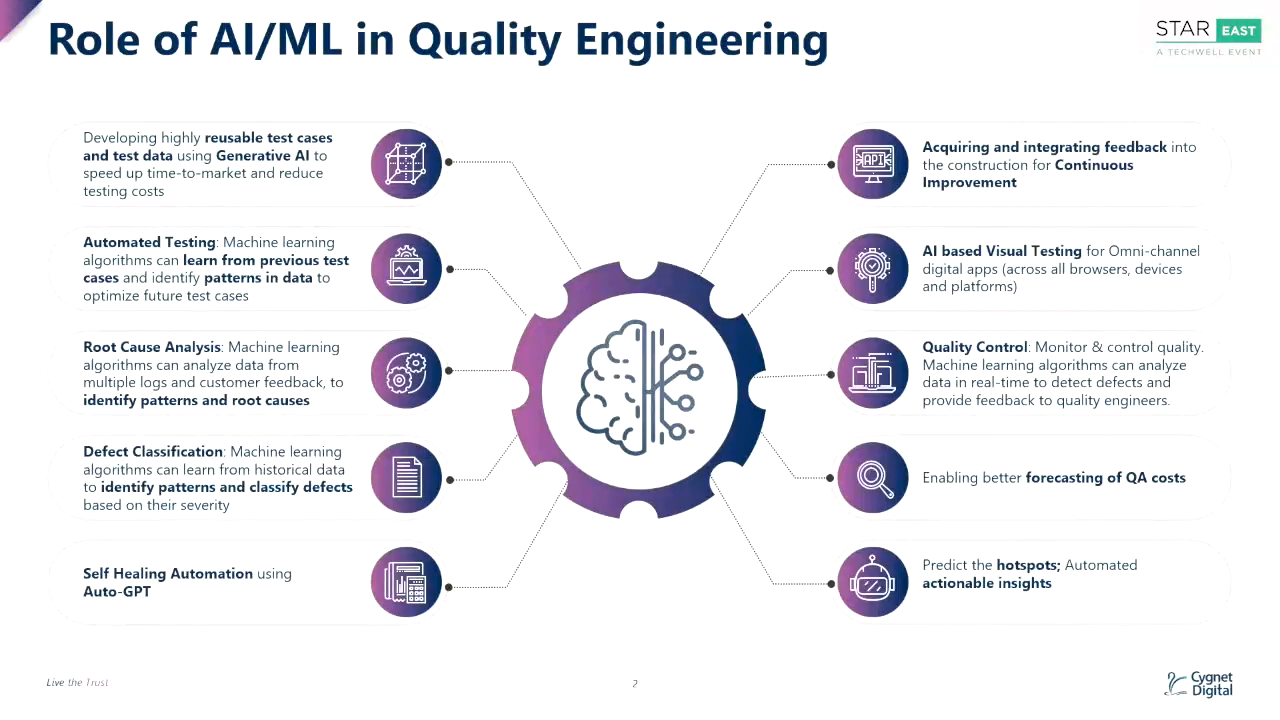 Role of AI/ML in Quality Engineering
STAR EAST
A TECHWELL EVENT
Developing highly reusable test cases
and test data using Generative AI to
speed up time-to-market and reduce
testing costs
Automated Testing: Machine learning
algorithms can learn from previous test
cases and identify patterns in data to
optimize future test cases
Root Cause Analysis: Machine learning
algorithms can analyze data from
multiple logs and customer feedback, to
identify patterns and root causes
Defect Classification: Machine learning
algorithms can learn from historical data
to identify patterns and classify defects
based on their severity
Self Healing Automation using
Auto-GPT
API
Acquiring and integrating feedback into
the construction for Continuous
Improvement
AI based Visual Testing for Omni-channel
digital apps (across all browsers, devices
and platforms)
Quality Control: Monitor & control quality.
Machine learning algorithms can analyze
data in real-time to detect defects and
provide feedback to quality engineers.
Enabling better forecasting of QA costs
Predict the hotspots; Automated
actionable insights
Live the Trust
2
Cygnet
Digital